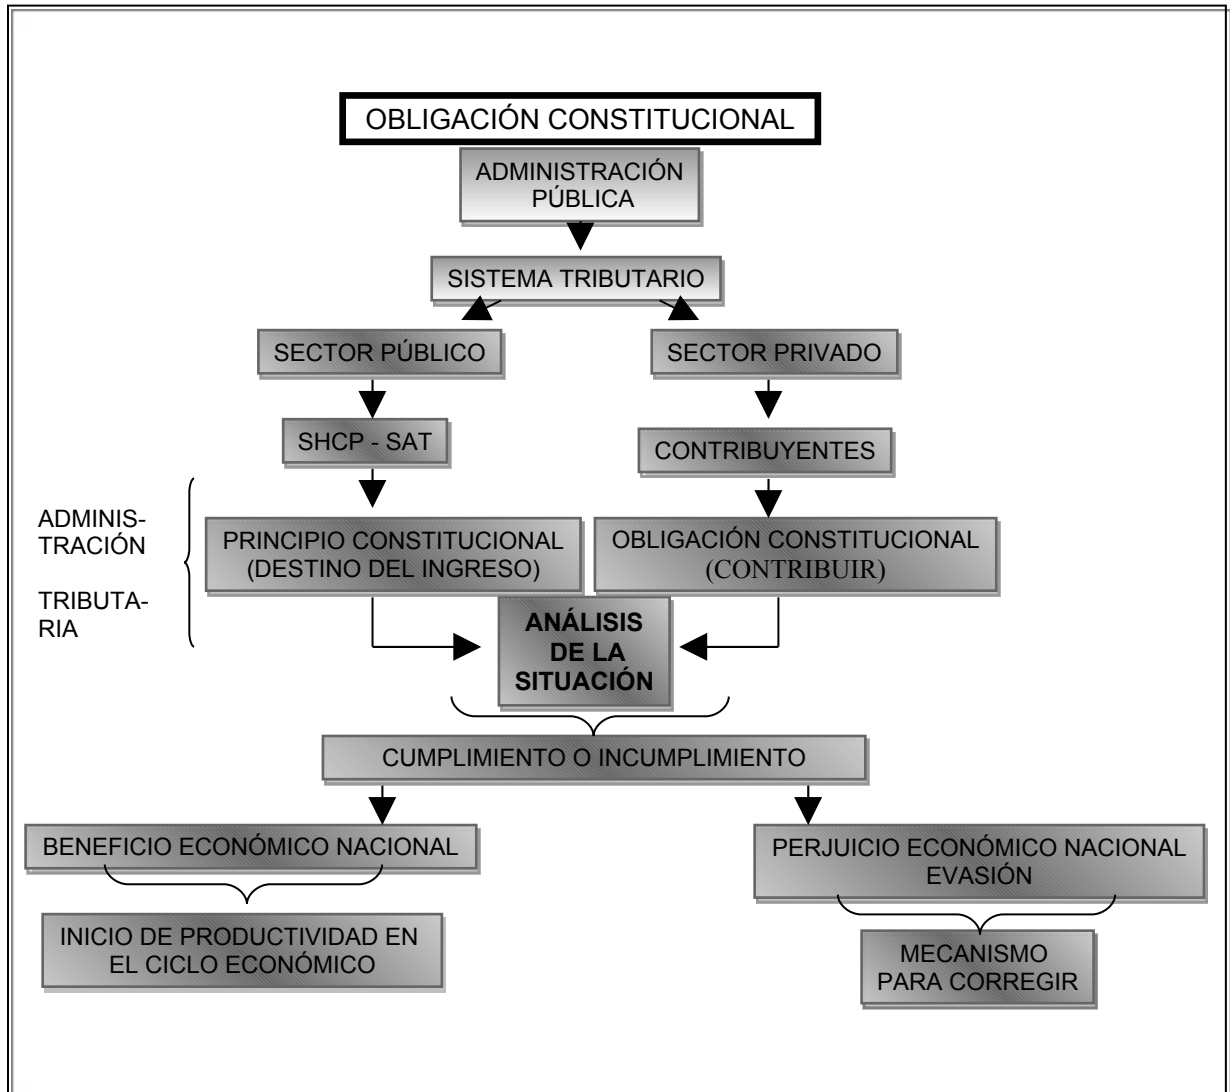 OBLIGACIÓN CONSTITUCIONAL
ADMINISTRACIÓN
PÚBLICA
SISTEMA TRIBUTARIO
SECTOR PÚBLICO
SECTOR PRIVADO
SHCP - SAT
CONTRIBUYENTES
ADMINIS-
TRACIÓN
TRIBUTA-
RIA
PRINCIPIO CONSTITUCIONAL
(DESTINO DEL INGRESO)
OBLIGACIÓN CONSTITUCIONAL
(CONTRIBUIR)
ANÁLISIS
DE LA
SITUACIÓN
CUMPLIMIENTO O INCUMPLIMIENTO
BENEFICIO ECONÓMICO NACIONAL
PERJUICIO ECONÓMICO NACIONAL
EVASIÓN
INICIO DE PRODUCTIVIDAD EN
EL CICLO ECONÓMICO
MECANISMO
PARA CORREGIR